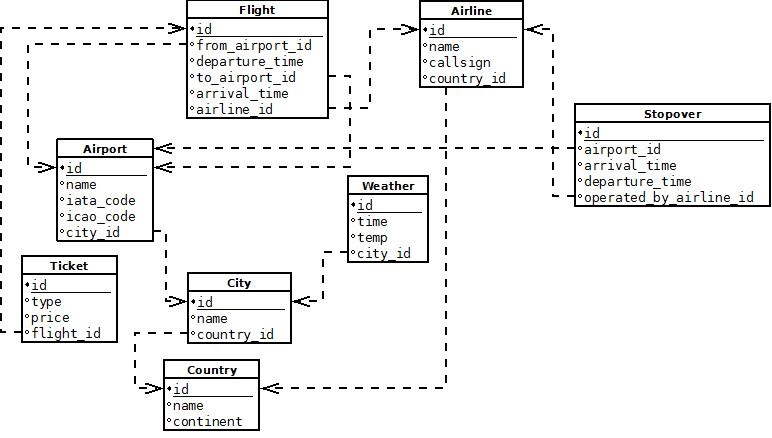 Flight
id
from_airport_id
departure_time
to_airport_id
arrival_time
airline_id
Airline
id
name
callsign
country_id
Stopover
id
airport_id
arrival_time
departure_time
operated_by_airline_id
Airport
id
name
iata_code
icao_code
city_id
Weather
id
time
temp
city_id
Ticket
id
type
price
flight_id
City
id
name
country_id
Country
id
name
continent